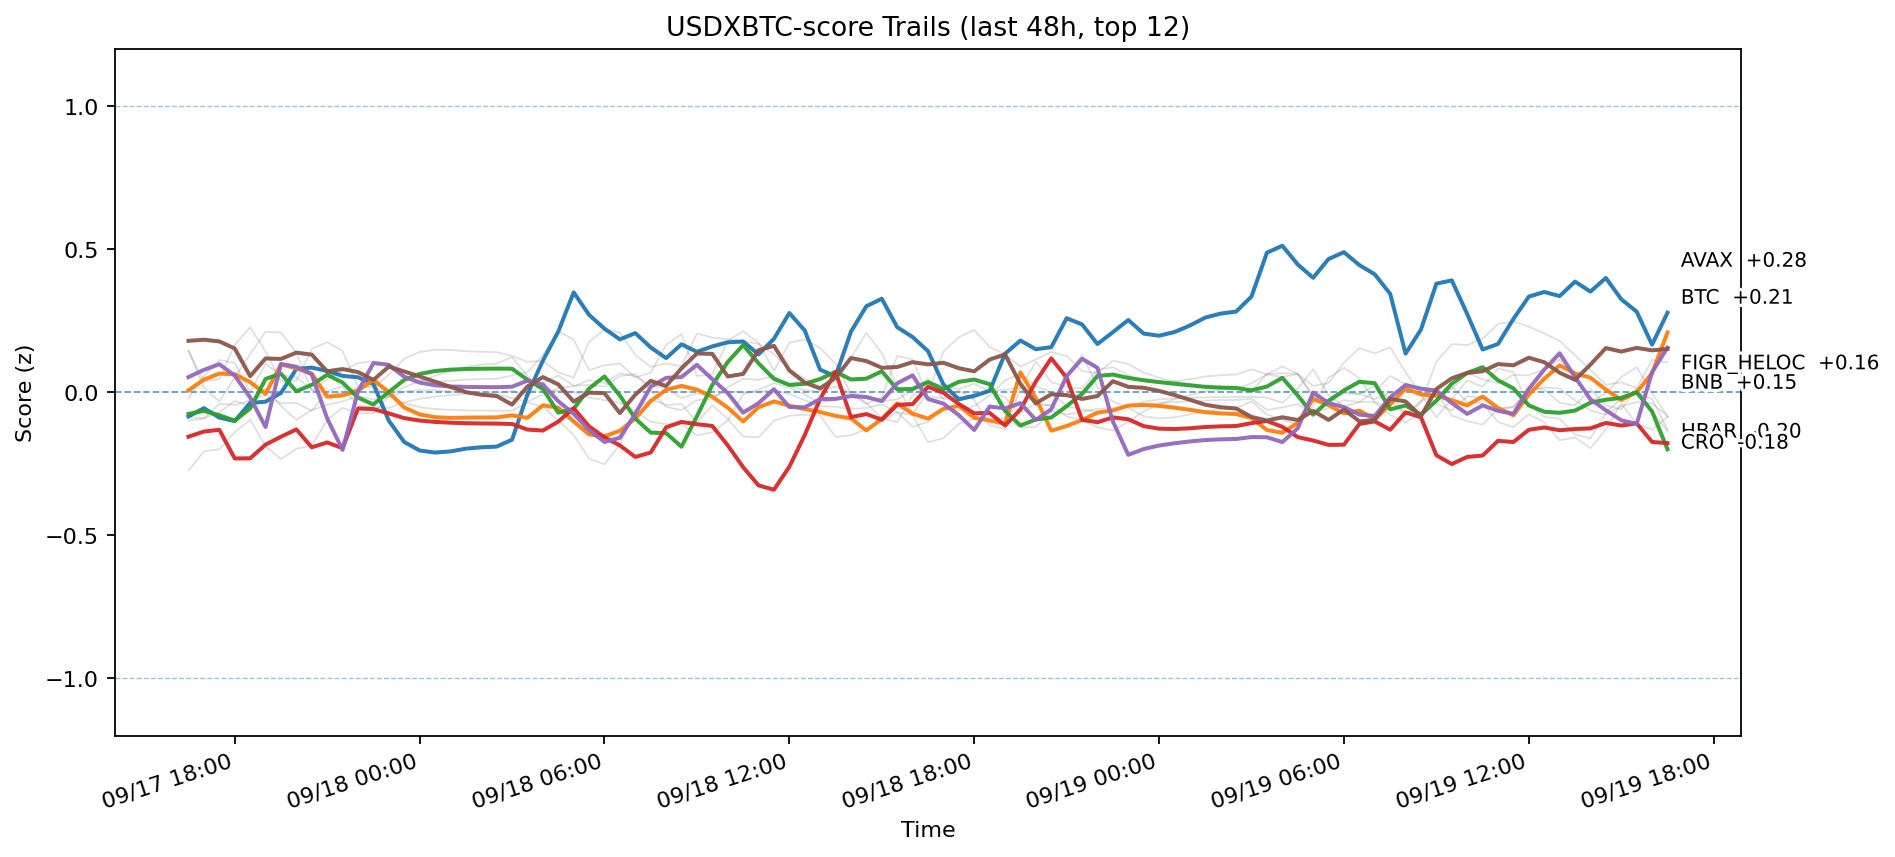 USDXBTC-score Trails (last 48h, top 12)
Score (z)
1.0
0.5
0.0
−0.5
−1.0
AVAX +0.28
BTC +0.21
FIGR_HELOC +0.16
BNB +0.15
HBAR -0.20
CRO -0.18
09/17 18:00
09/18 00:00
09/18 06:00
09/18 12:00
09/18 18:00
09/19 00:00
09/19 06:00
09/19 12:00
09/19 18:00
Time